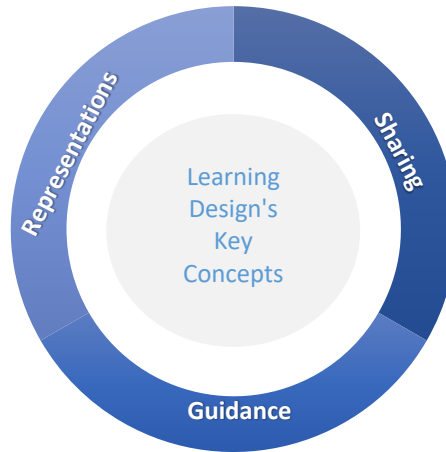 Representations
Sharing
Learning
Design's
Key
Concepts
Guidance